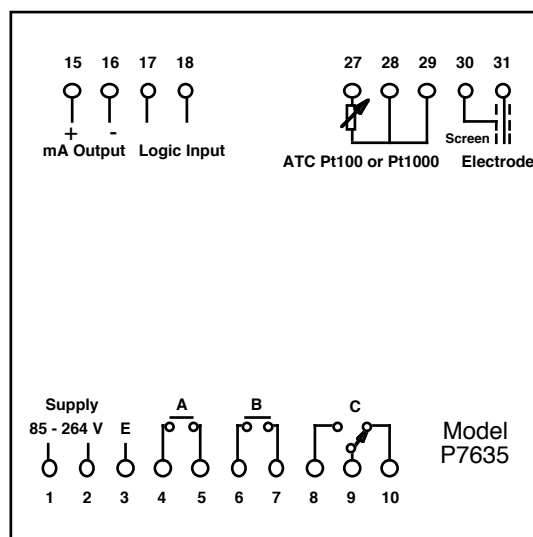 15 16 17 18 27 28 29 30 31
+ -
mA Output Logic Input
Screen
ATC Pt100 or Pt1000 Electrode
Supply A B C
85 - 264 V E
Model
P7635
1 2 3 4 5 6 7 8 9 10